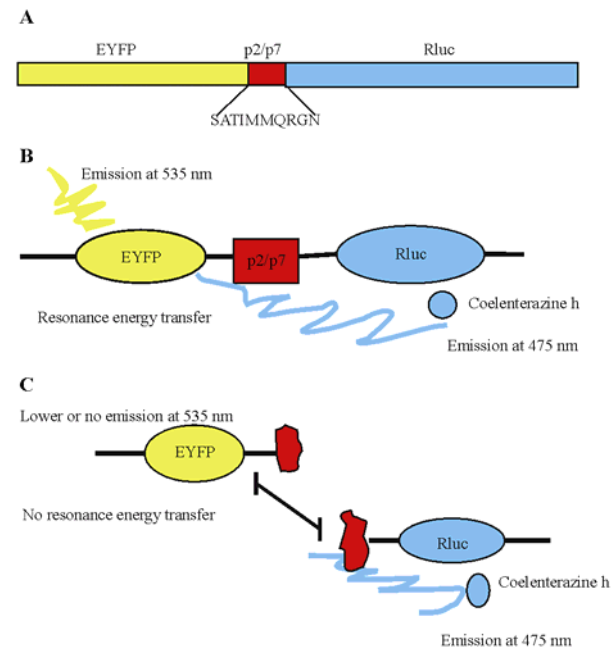 A
EYFP p2/p7 Rluc
SATIMMQRGN
B
Emission at 535 nm
EYFP p2/p7 Rluc
Coelenterazine h
Resonance energy transfer
Emission at 475 nm
C
Lower or no emission at 535 nm
EYFP
No resonance energy transfer
Rluc
Coelenterazine h
Emission at 475 nm